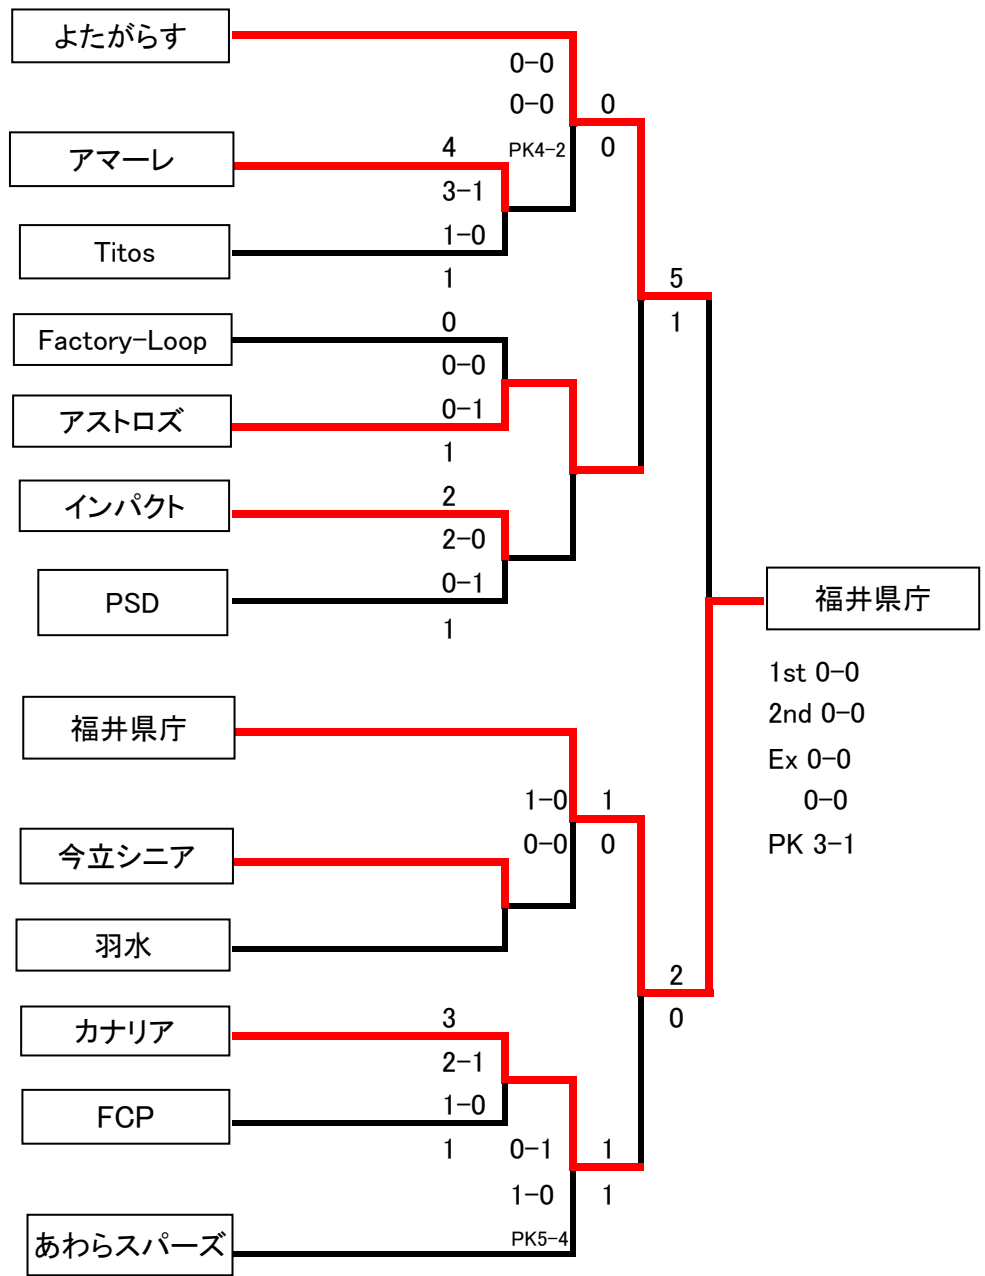 よたがらす
0-0
0-0
0
アマーレ
4
PK4-2
0
3-1
Titos
1-0
1
5
Factory-Loop
0
1
0-0
アストロズ
0-1
1
インパクト
2
2-0
PSD
0-1
1
福井県庁
1st 0-0
2nd 0-0
Ex 0-0
0-0
PK 3-1
福井県庁
1-0
1
今立シニア
0-0
0
羽水
2
0
カナリア
3
2-1
FCP
1-0
1
0-1
1
1-0
1
あわらスパーズ
PK5-4